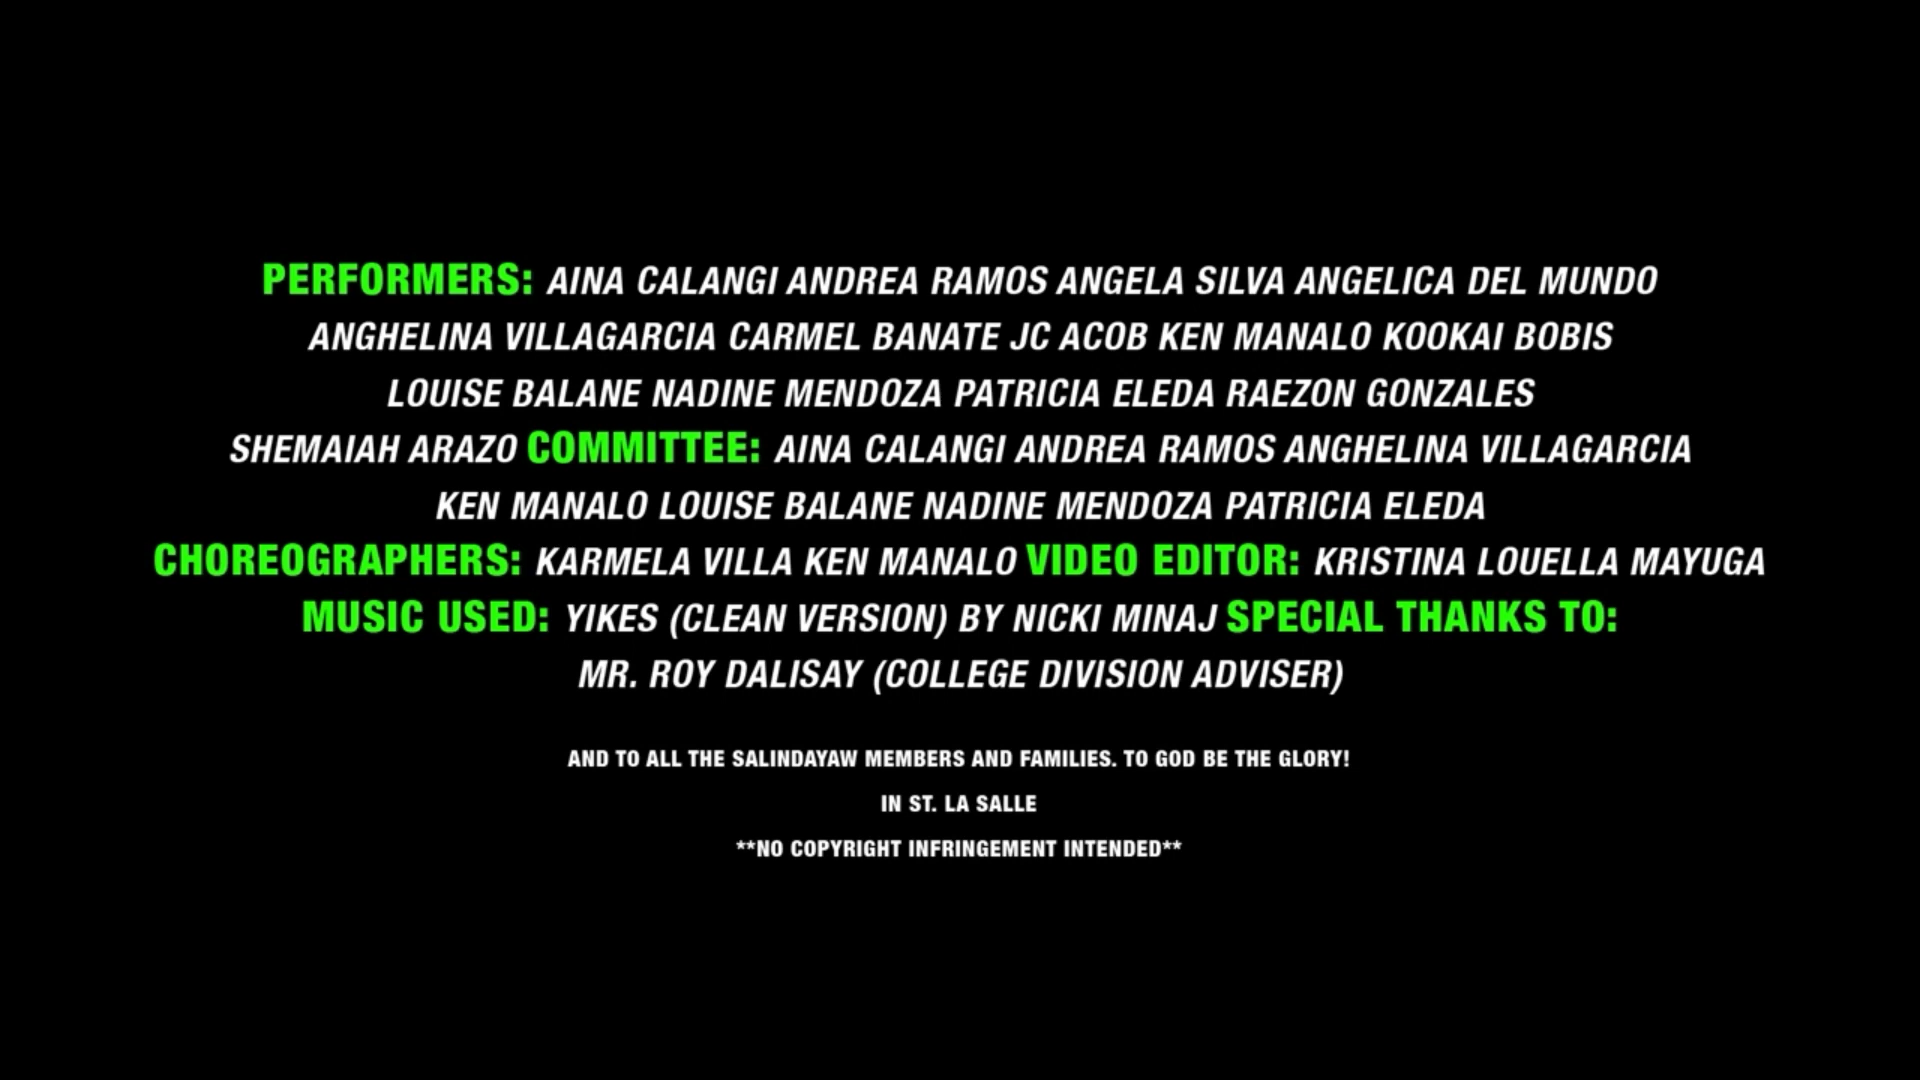 PERFORMERS: AINA CALANGI ANDREA RAMOS ANGELA SILVA ANGELICA DEL MUNDO
ANGHELINA VILLAGARCIA CARMEL BANATE JC ACOB KEN MANALO KOOKAI BOBIS
LOUISE BALANE NADINE MENDOZA PATRICIA ELEDA RAEZON GONZALES
SHEMAIAH ARAZO COMMITTEE: AINA CALANGI ANDREA RAMOS ANGHELINA VILLAGARCIA
KEN MANALO LOUISE BALANE NADINE MENDOZA PATRICIA ELEDA
CHOREOGRAPHERS: KARMELA VILLA KEN MANALO VIDEO EDITOR: KRISTINA LOUELLA MAYUGA
MUSIC USED: YIKES (CLEAN VERSION) BY NICKI MINAJ SPECIAL THANKS TO:
MR. ROY DALISAY (COLLEGE DIVISION ADVISER)
AND TO ALL THE SALINDAYAW MEMBERS AND FAMILIES. TO GOD BE THE GLORY!
IN ST. LA SALLE
**NO COPYRIGHT INFRINGEMENT INTENDED**